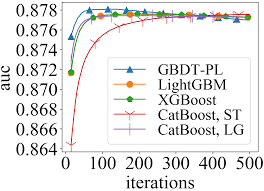 0.878
0.876
0.874
0.872
0.870
0.868
0.866
0.864
auc
GBDT-PL
LightGBM
XGBoost
CatBoost, ST
CatBoost, LG
0 100 200 300 400 500
iterations